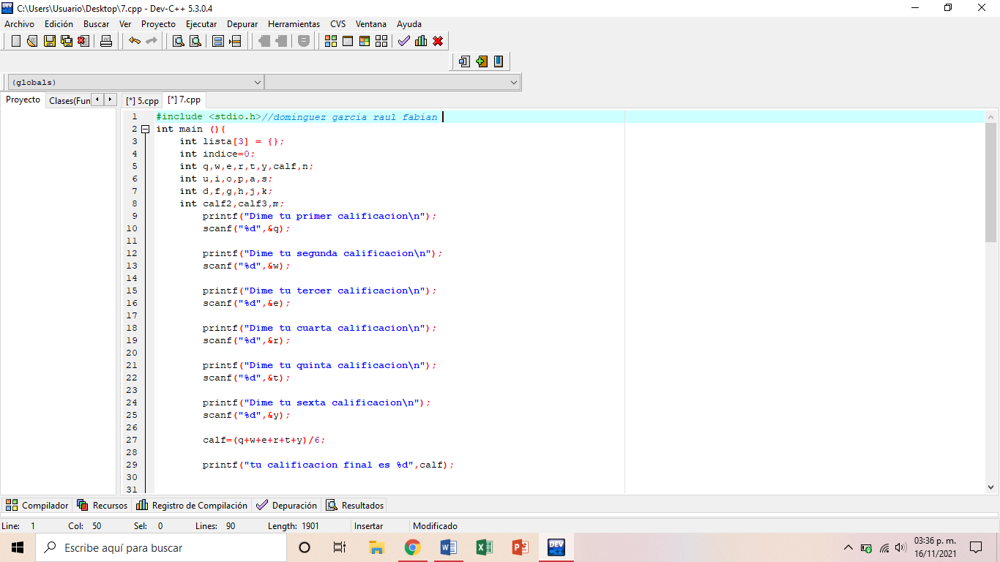 C:\Users\Usuario\Desktop\7.cpp - Dev-C++ 5.3.0.4
Archivo Edición Buscar Ver Proyecto Ejecutar Depurar Herramientas CVS Ventana Ayuda
(globals)
Proyecto Clases(Fun [*] 5.cpp [*] 7.cpp
1 #include <stdio.h>//dominguez garcia raul fabian
2 int main (){
3 int lista[3] = {};
4 int indice=0;
5 int q,w,e,r,t,y,calf,n;
6 int u,i,o,p,a,s;
7 int d,f,g,h,j,k;
8 int calf2,calf3,m;
9 printf("Dime tu primer calificacion\n");
10 scanf("%d",&q);
11
12 printf("Dime tu segunda calificacion\n");
13 scanf("%d",&w);
14
15 printf("Dime tu tercer calificacion\n");
16 scanf("%d",&e);
17
18 printf("Dime tu cuarta calificacion\n");
19 scanf("%d",&r);
20
21 printf("Dime tu quinta calificacion\n");
22 scanf("%d",&t);
23
24 printf("Dime tu sexta calificacion\n");
25 scanf("%d",&y);
26
27 calf=(q+w+e+r+t+y)/6;
28
29 printf("tu calificacion final es %d",calf);
30
31
Compilador Recursos Registro de Compilación Depuración Resultados
Line: 1 Col: 50 Sel: 0 Lines: 90 Length: 1901 Insertar Modificado
Escribe aquí para buscar
03:36 p. m.
16/11/2021